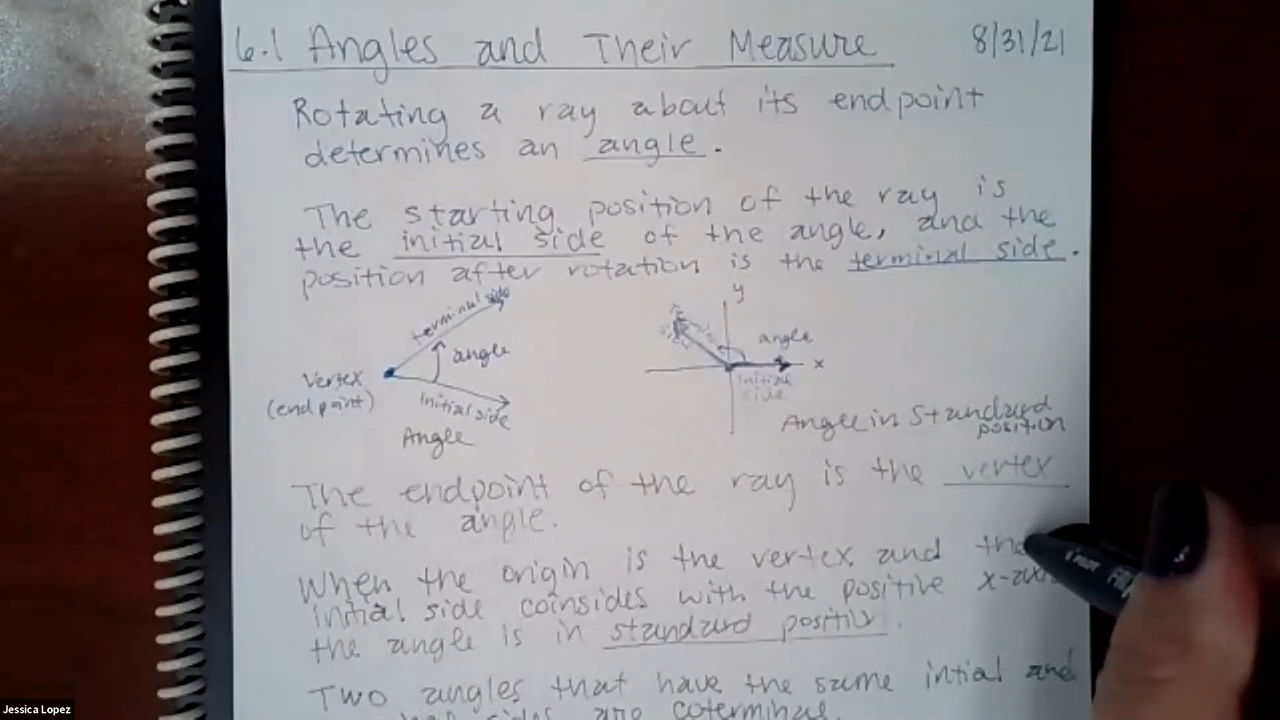 6.1 Angles and Their Measure 8/31/21
Rotating a ray about its endpoint
determines an angle.
The starting position of the ray is
the initial side of the angle, and the
position after rotation is the terminal side.
terminal side
angle
Vertex
(end point)
Initial side
Angle
y
angle
x
initial
side
Angle in Standard
position
The endpoint of the ray is the vertex
of the angle.
When the origin is the vertex and the
initial side coinsides with the positive x-axis
the angle is in standard position.
Two angles that have the same intial and
sides are coterminal.
Jessica Lopez